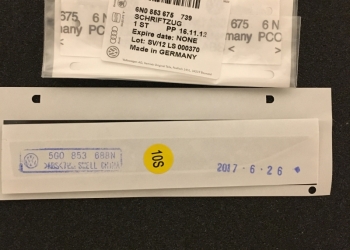 6N0 853 675 739
SCHRIFTZUG
1 ST PP 16.11.12
Expire date: NONE
Lot: SV/12 LS 000370
Made in GERMANY
675
many
6 N
PCC
675 6 N
many PC
5G0 853 688N
10S
2017-6-26